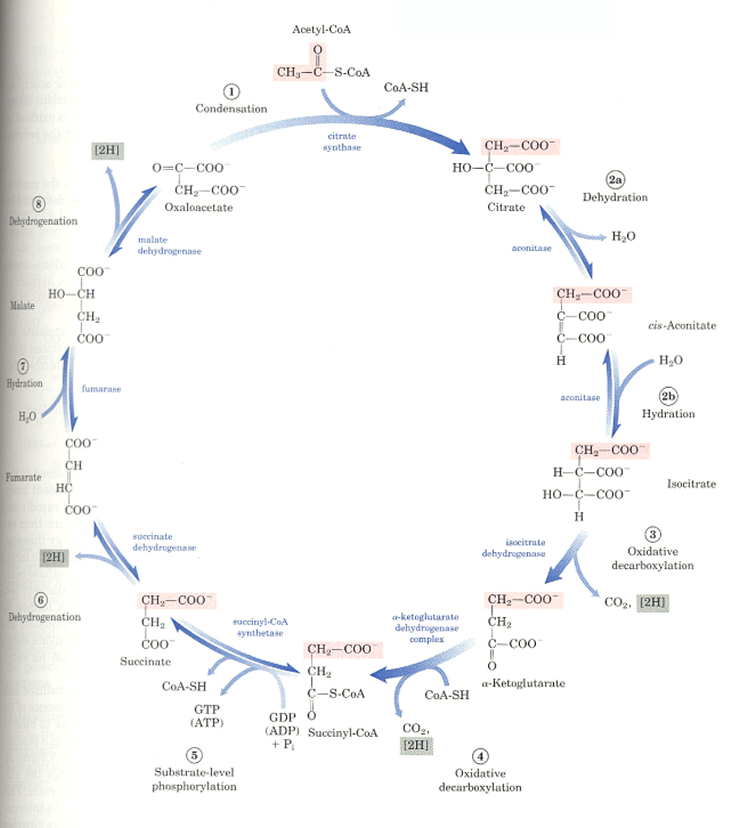 Acetyl-CoA
O
CH₃—C—S-CoA
CoA-SH
①
Condensation
citrate
synthase
[2H]
O=C—COO⁻
CH₂—COO⁻
Oxaloacetate
CH₂—COO⁻
HO—C—COO⁻
CH₂—COO⁻
Citrate
2a
Dehydration
H₂O
aconitase
⑧
Dehydrogenation
malate
dehydrogenase
COO⁻
HO—CH
CH₂
COO⁻
Malate
CH₂—COO⁻
C—COO⁻
C—COO⁻
H
cis-Aconitate
H₂O
aconitase
2b
Hydration
⑦
Hydration
fumarase
H₂O
COO⁻
CH
HC
COO⁻
Fumarate
CH₂—COO⁻
H—C—COO⁻
HO—C—COO⁻
H
Isocitrate
③
Oxidative
decarboxylation
isocitrate
dehydrogenase
CO₂, [2H]
succinate
dehydrogenase
[2H]
⑥
Dehydrogenation
CH₂—COO⁻
CH₂
COO⁻
Succinate
succinyl-CoA
synthetase
α-ketoglutarate
dehydrogenase
complex
CH₂—COO⁻
CH₂
C—COO⁻
O
α-Ketoglutarate
CH₂—COO⁻
CH₂
C—S-CoA
O
Succinyl-CoA
CoA-SH
GTP
(ATP)
GDP
(ADP)
+ Pᵢ
CoA-SH
CO₂,
[2H]
⑤
Substrate-level
phosphorylation
④
Oxidative
decarboxylation